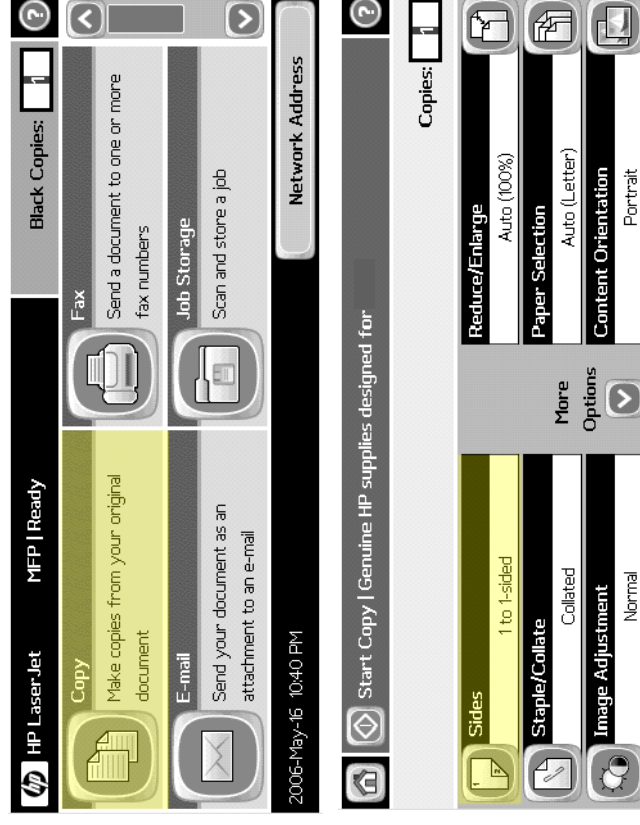 hp HP LaserJet MFP | Ready
Black Copies: 1
?
Copy
Make copies from your original
document
Fax
Send a document to one or more
fax numbers
E-mail
Send your document as an
attachment to an e-mail
Job Storage
Scan and store a job
2006-May-16 10:40 PM
Network Address
Start Copy | Genuine HP supplies designed for
?
Copies: 1
1
2
Sides
1 to 1-sided
Reduce/Enlarge
Auto (100%)
Staple/Collate
Collated
Paper Selection
Auto (Letter)
Image Adjustment
Normal
Content Orientation
Portrait
More
Options